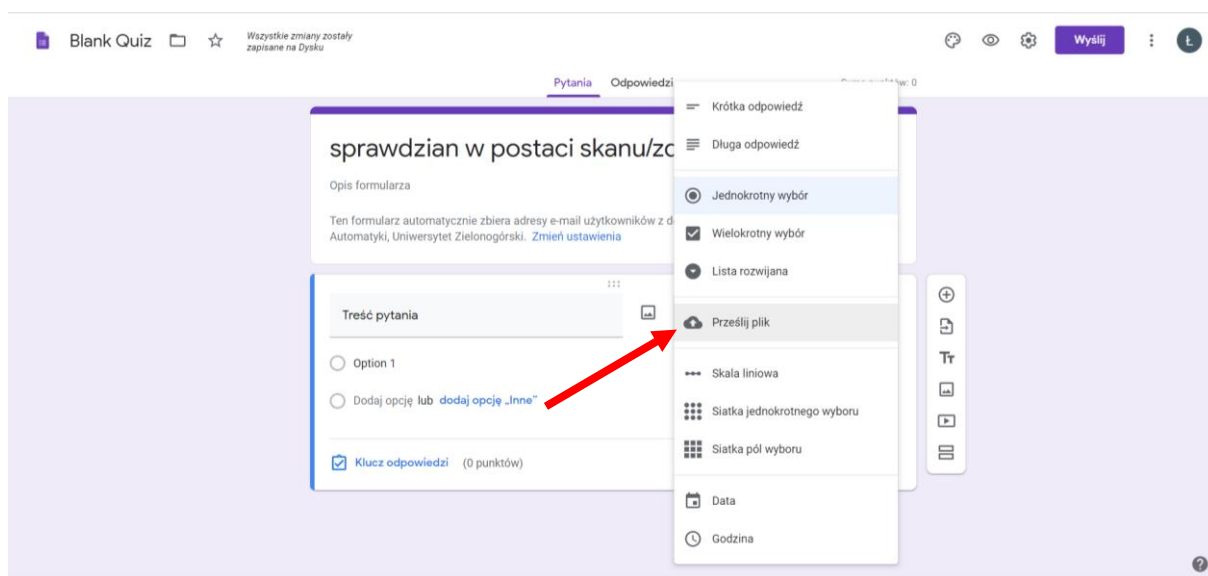 Blank Quiz
Wszystkie zmiany zostały
zapisane na Dysku
Wyślij
Ł
Pytania
Odpowiedzi
0
sprawdzian w postaci skanu/
Opis formularza
Ten formularz automatycznie zbiera adresy e-mail użytkowników z
Automatyki, Uniwersytet Zielonogórski. Zmień ustawienia
Treść pytania
Option 1
Dodaj opcję lub dodaj opcję „Inne”
Klucz odpowiedzi (0 punktów)
Krótka odpowiedź
Długa odpowiedź
Jednokrotny wybór
Wielokrotny wybór
Lista rozwijana
Prześlij plik
Skala liniowa
Siatka jednokrotnego wyboru
Siatka pól wyboru
Data
Godzina
Tт